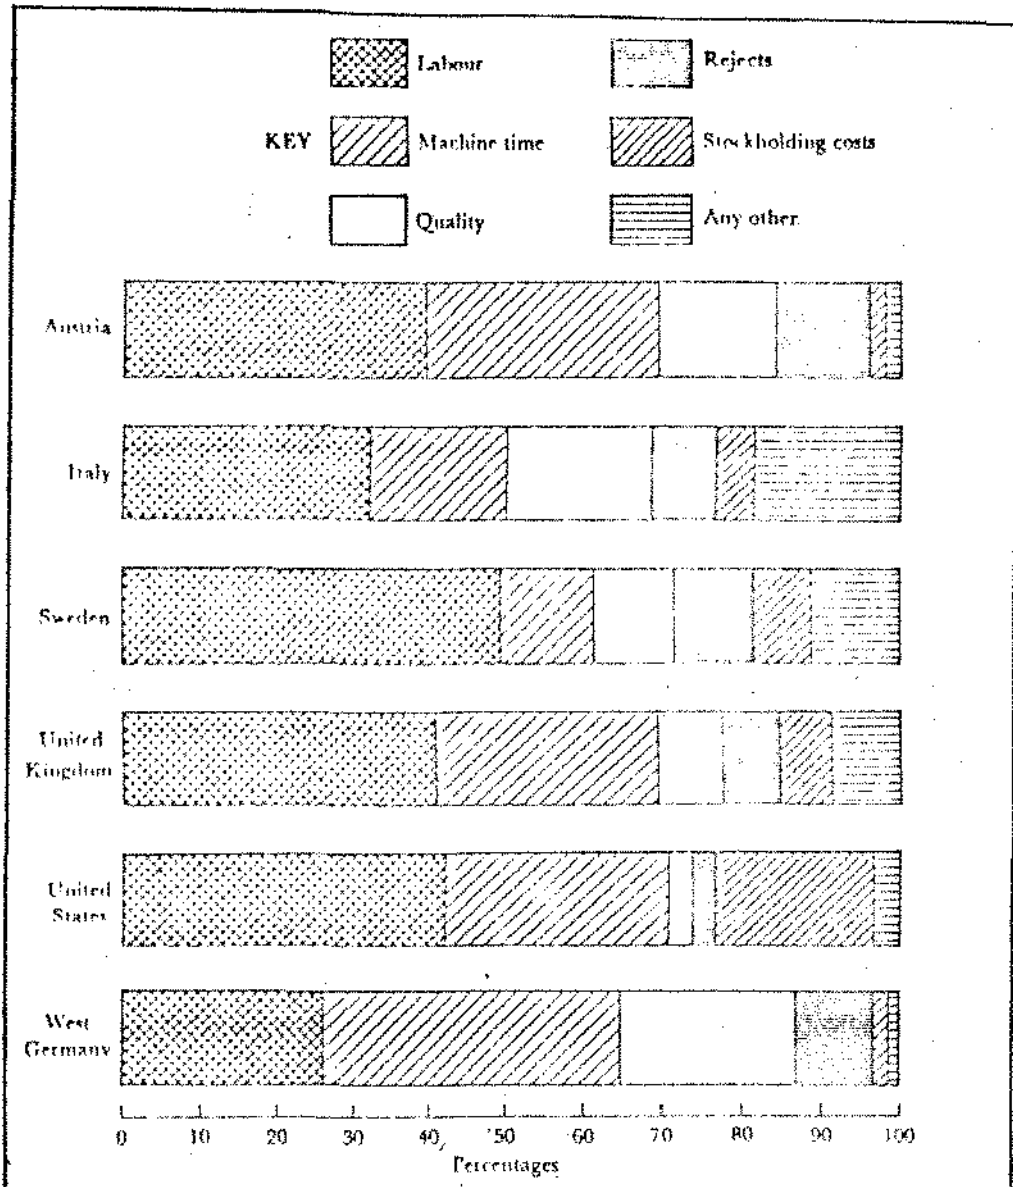 Labour
Rejects
KEY
Machine time
Stockholding costs
Quality
Any other.
Austria
Italy
Sweden
United
Kingdom
United
States
West
Germany
0 10 20 30 40 50 60 70 80 90 100
Percentages